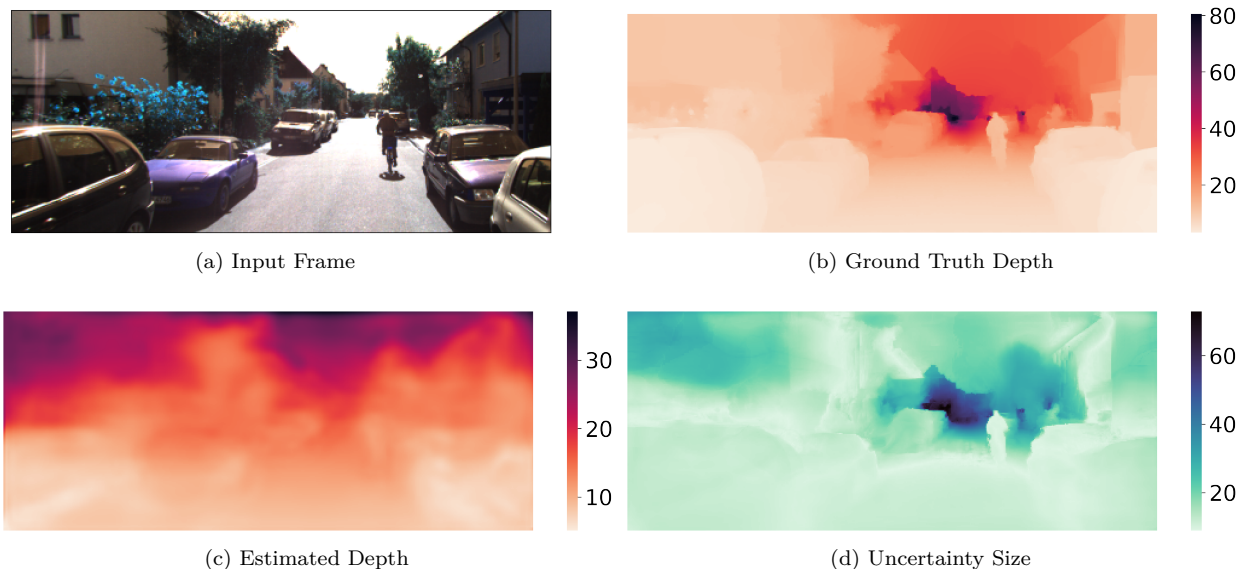 80
60
40
20
(a) Input Frame
(b) Ground Truth Depth
30
20
10
60
40
20
(c) Estimated Depth
(d) Uncertainty Size